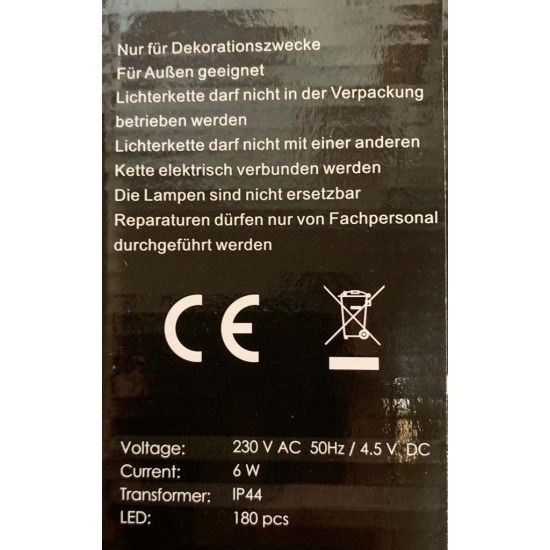 Nur für Dekorationszwecke
Für Außen geeignet
Lichterkette darf nicht in der Verpackung
betrieben werden
Lichterkette darf nicht mit einer anderen
Kette elektrisch verbunden werden
Die Lampen sind nicht ersetzbar
Reparaturen dürfen nur von Fachpersonal
durchgeführt werden
CE
Voltage: 230 V AC 50Hz / 4.5 V DC
Current: 6 W
Transformer: IP44
LED: 180 pcs